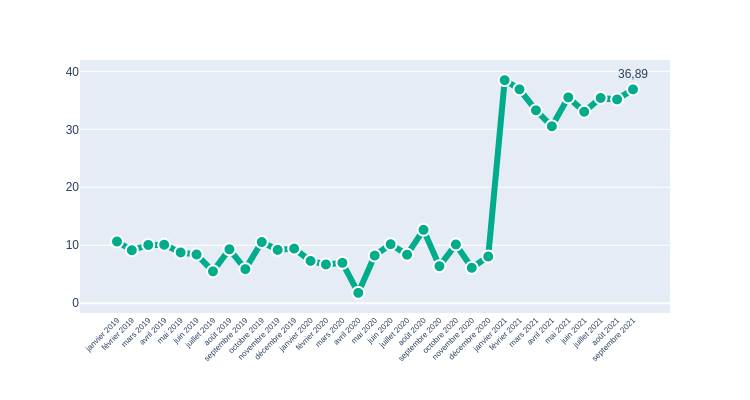 40
30
20
10
0
36,89
janvier 2019
février 2019
mars 2019
avril 2019
mai 2019
juin 2019
juillet 2019
août 2019
septembre 2019
octobre 2019
novembre 2019
décembre 2019
janvier 2020
février 2020
mars 2020
avril 2020
mai 2020
juin 2020
juillet 2020
août 2020
septembre 2020
octobre 2020
novembre 2020
décembre 2020
janvier 2021
février 2021
mars 2021
avril 2021
mai 2021
juin 2021
juillet 2021
août 2021
septembre 2021